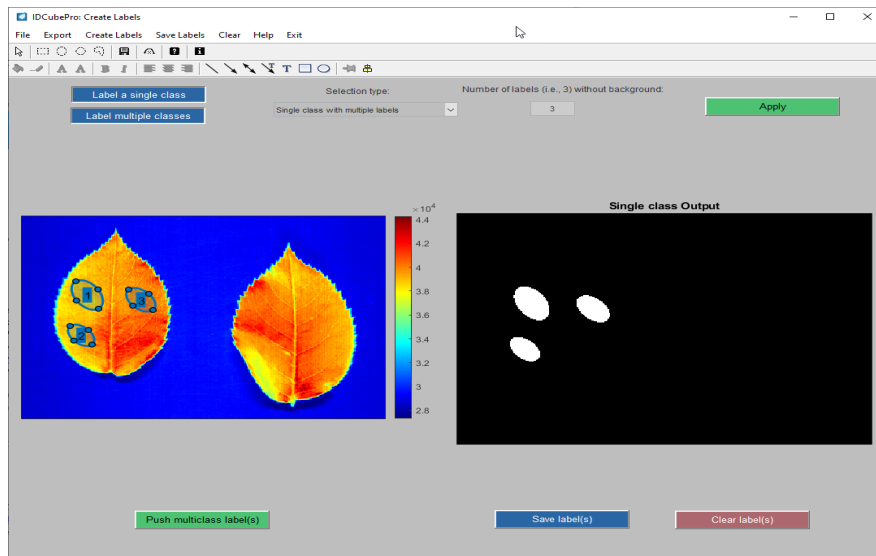 IDCubePro: Create Labels
File Export Create Labels Save Labels Clear Help Exit
A A B I T T
Label a single class
Label multiple classes
Selection type:
Single class with multiple labels
Number of labels (i.e., 3) without background:
3
Apply
×10⁴
4.4
4.2
4
3.8
3.6
3.4
3.2
3
2.8
1
2
3
Single class Output
Push multiclass label(s)
Save label(s)
Clear label(s)